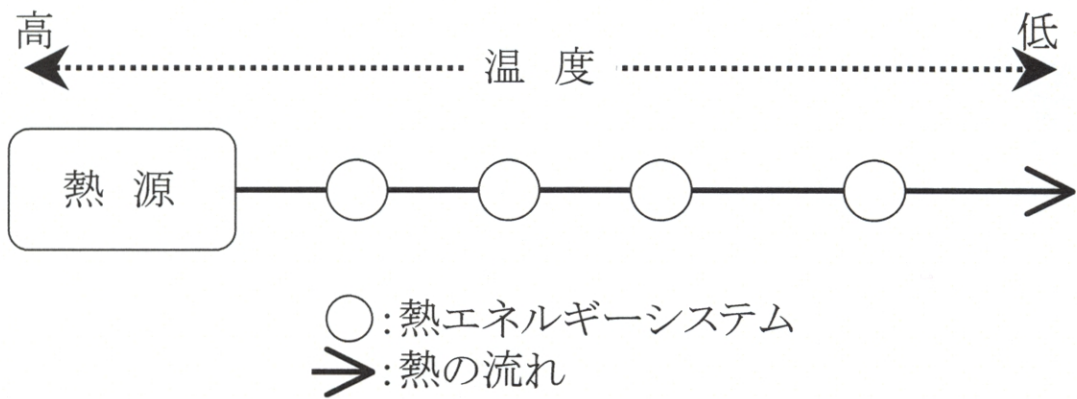 高
低
温 度
熱 源
:熱エネルギーシステム
:熱の流れ